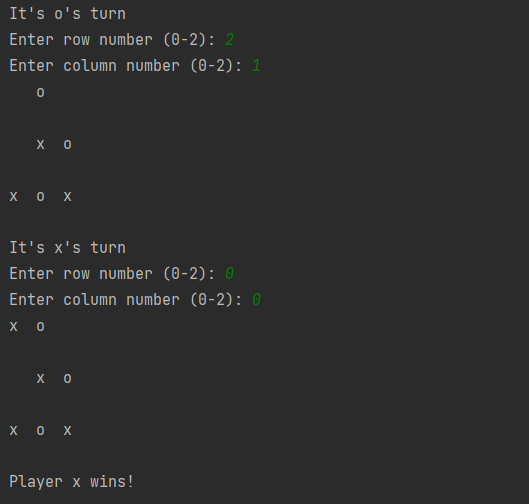 It's o's turn
Enter row number (0-2): 2
Enter column number (0-2): 1
   o
   x  o
x  o  x
It's x's turn
Enter row number (0-2): 0
Enter column number (0-2): 0
x  o
   x  o
x  o  x
Player x wins!